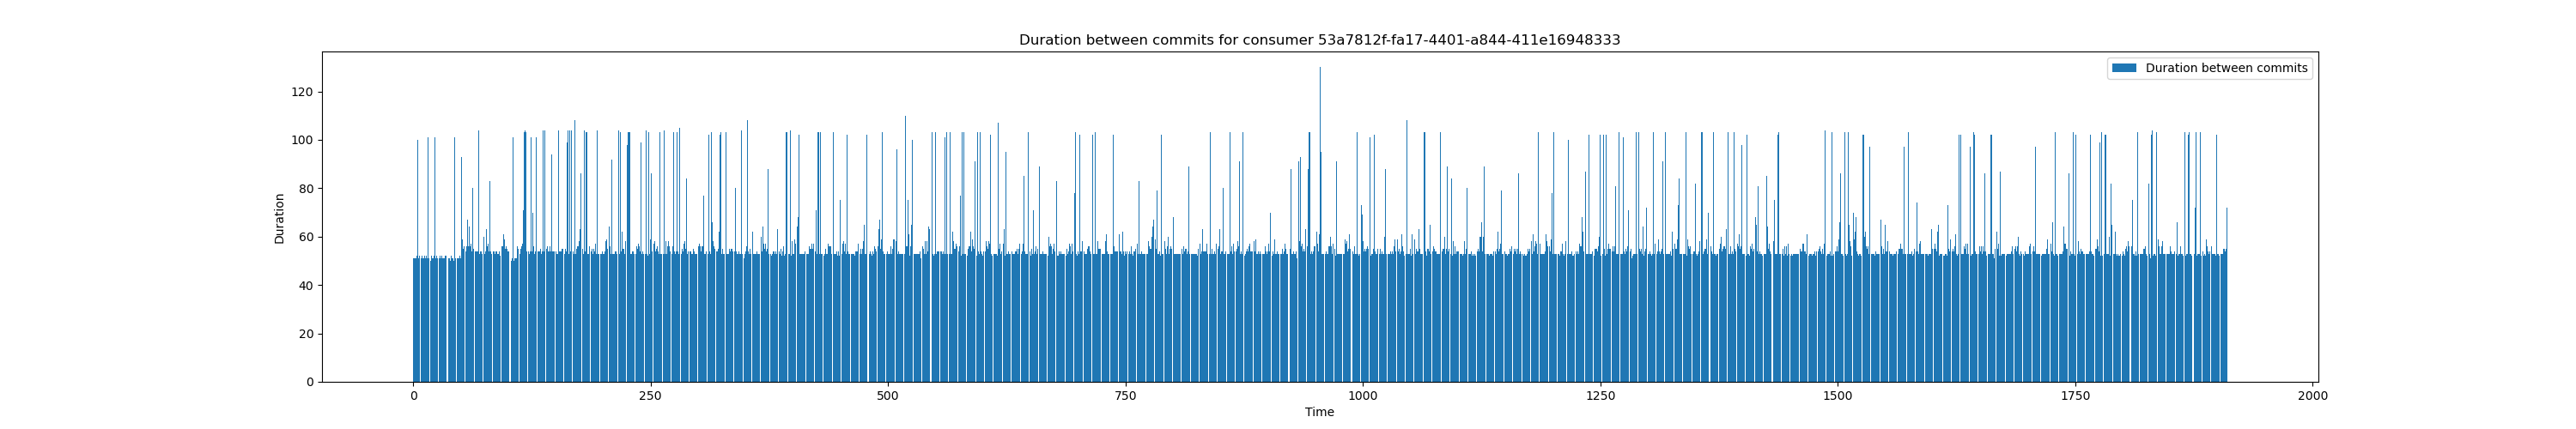 Duration between commits for consumer 53a7812f-fa17-4401-a844-411e16948333
Duration between commits
120
100
80
60
40
20
0
Duration
0 250 500 750 1000 1250 1500 1750 2000
Time